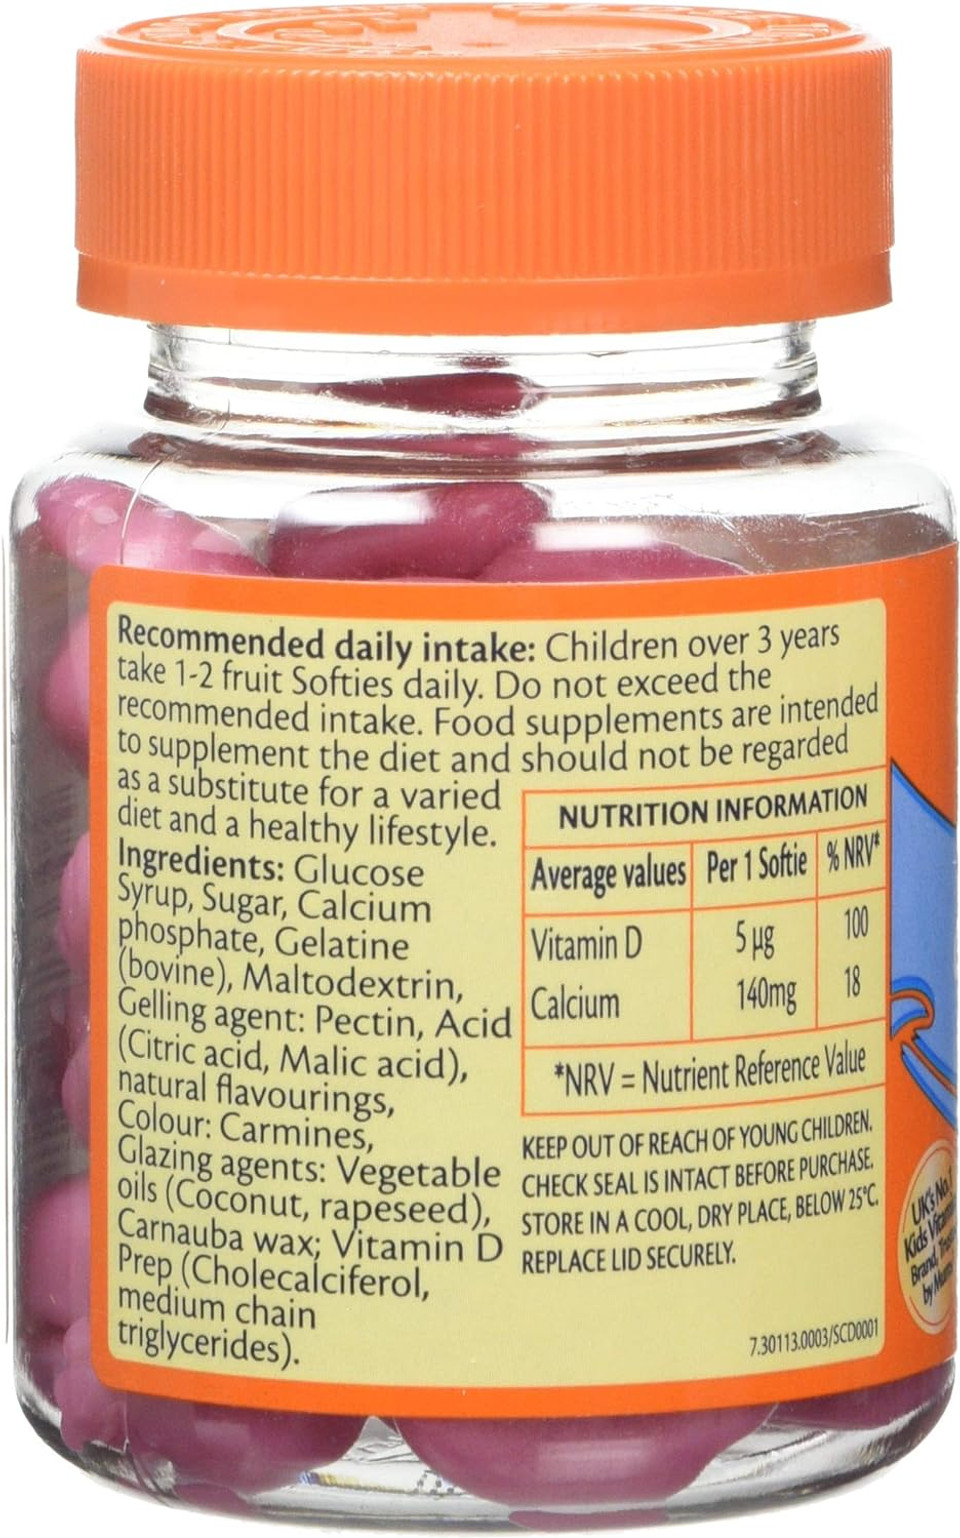 Recommended daily intake: Children over 3 years
take 1-2 fruit Softies daily. Do not exceed the
recommended intake. Food supplements are intended
to supplement the diet and should not be regarded
as a substitute for a varied
diet and a healthy lifestyle.
Ingredients: Glucose
Syrup, Sugar, Calcium
phosphate, Gelatine
(bovine), Maltodextrin,
Gelling agent: Pectin, Acid
(Citric acid, Malic acid),
natural flavourings,
Colour: Carmines,
Glazing agents: Vegetable
oils (Coconut, rapeseed),
Carnauba wax; Vitamin D
Prep (Cholecalciferol,
medium chain
triglycerides).
NUTRITION INFORMATION
Average values Per 1 Softie % NRV*
Vitamin D 5 µg 100
Calcium 140mg 18
*NRV = Nutrient Reference Value
KEEP OUT OF REACH OF YOUNG CHILDREN.
CHECK SEAL IS INTACT BEFORE PURCHASE.
STORE IN A COOL, DRY PLACE, BELOW 25°C.
REPLACE LID SECURELY.
7.30113.0003/SCD0001
UK's No.1
Kids
Brand,
by